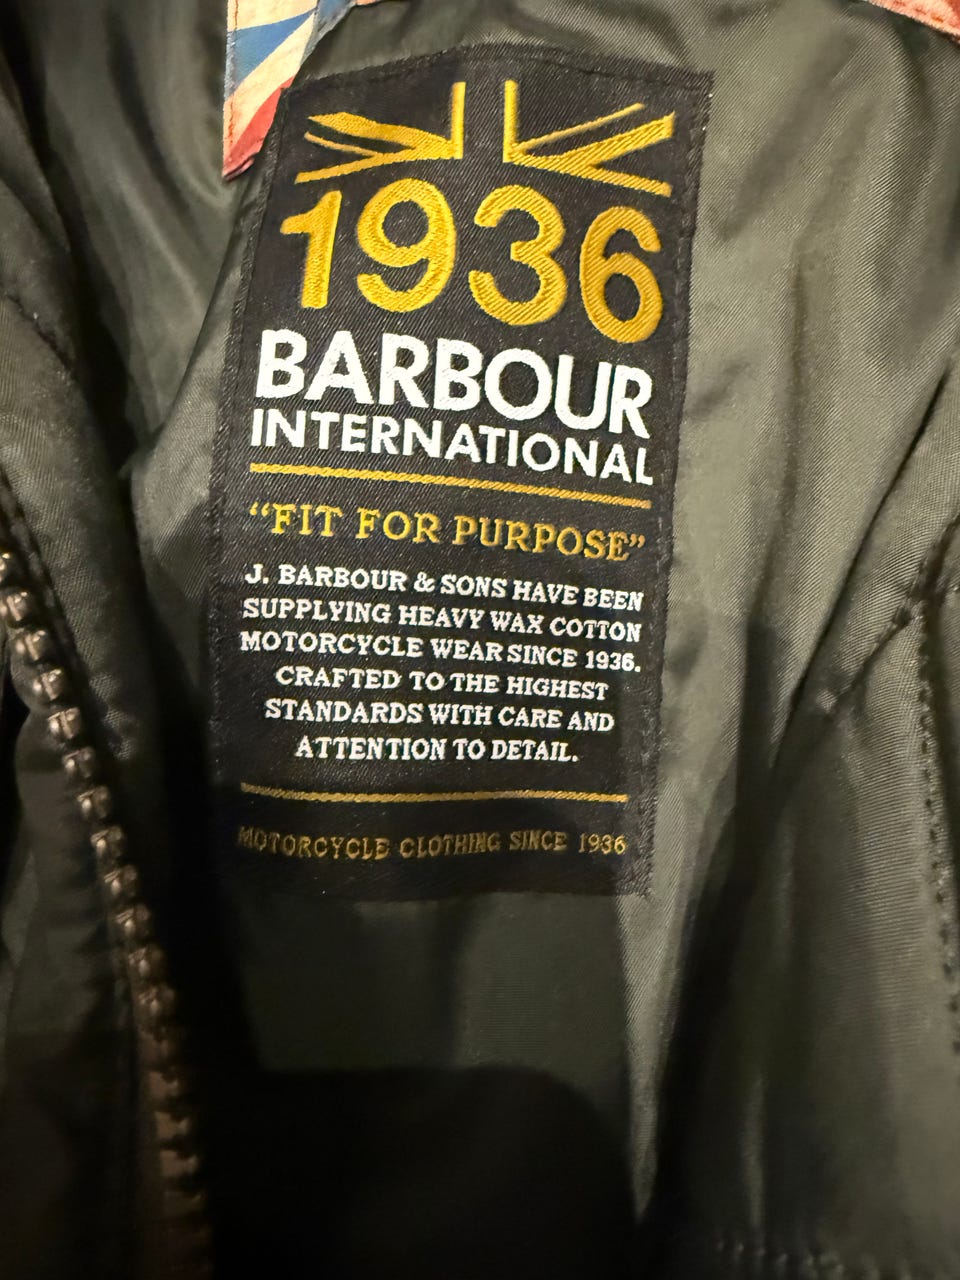 1936
BARBOUR
INTERNATIONAL
“FIT FOR PURPOSE”
J. BARBOUR & SONS HAVE BEEN
SUPPLYING HEAVY WAX COTTON
MOTORCYCLE WEAR SINCE 1936.
CRAFTED TO THE HIGHEST
STANDARDS WITH CARE AND
ATTENTION TO DETAIL.
MOTORCYCLE CLOTHING SINCE 1936